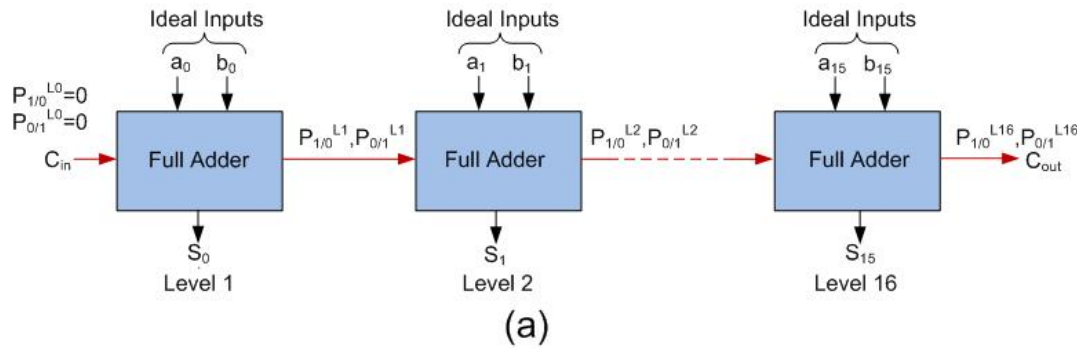 Ideal Inputs Ideal Inputs Ideal Inputs
a₀ b₀ a₁ b₁ a₁₅ b₁₅
P₁/₀ᴸ⁰=0
P₀/₁ᴸ⁰=0
P₁/₀ᴸ¹,P₀/₁ᴸ¹ P₁/₀ᴸ²,P₀/₁ᴸ² P₁/₀ᴸ¹⁶,P₀/₁ᴸ¹⁶
Cᵢₙ Full Adder Full Adder Full Adder Cₒᵤₜ
S₀ S₁ S₁₅
Level 1 Level 2 Level 16
(a)